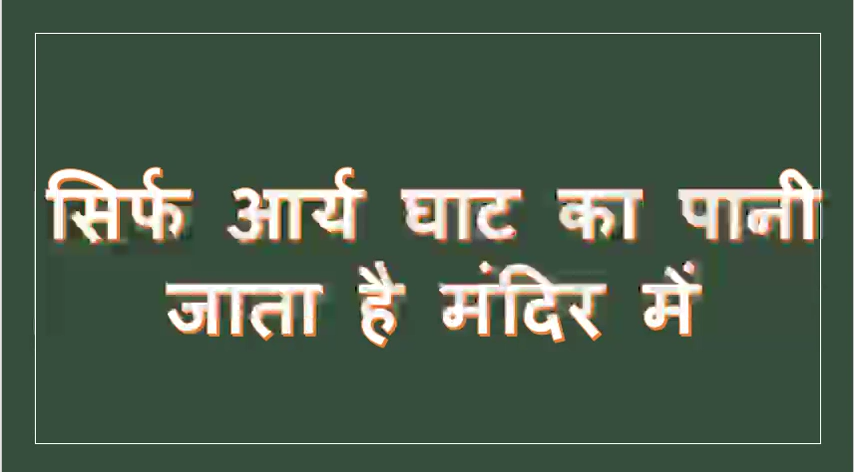 सिर्फ आर्य घाट का पानी
जाता है मंदिर में